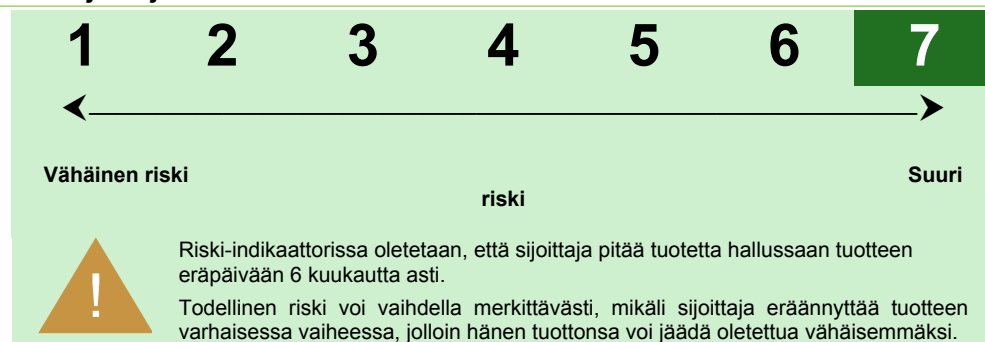 1 2 3 4 5 6 7
Vähäinen riski Suuri
riski
! Riski-indikaattorissa oletetaan, että sijoittaja pitää tuotetta hallussaan tuotteen
eräpäivään 6 kuukautta asti.
Todellinen riski voi vaihdella merkittävästi, mikäli sijoittaja eräännyttää tuotteen
varhaisessa vaiheessa, jolloin hänen tuottonsa voi jäädä oletettua vähäisemmäksi.